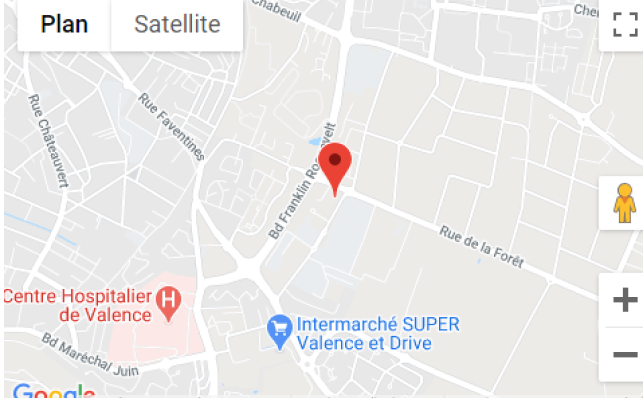 Plan
Satellite
Chabeuil
Rue Faventines
Rue Châteauvert
Bd Franklin Roosevelt
Rue de la Forêt
Centre Hospitalier
de Valence
H
Intermarché SUPER
Valence et Drive
Bd Maréchal Juin
Google